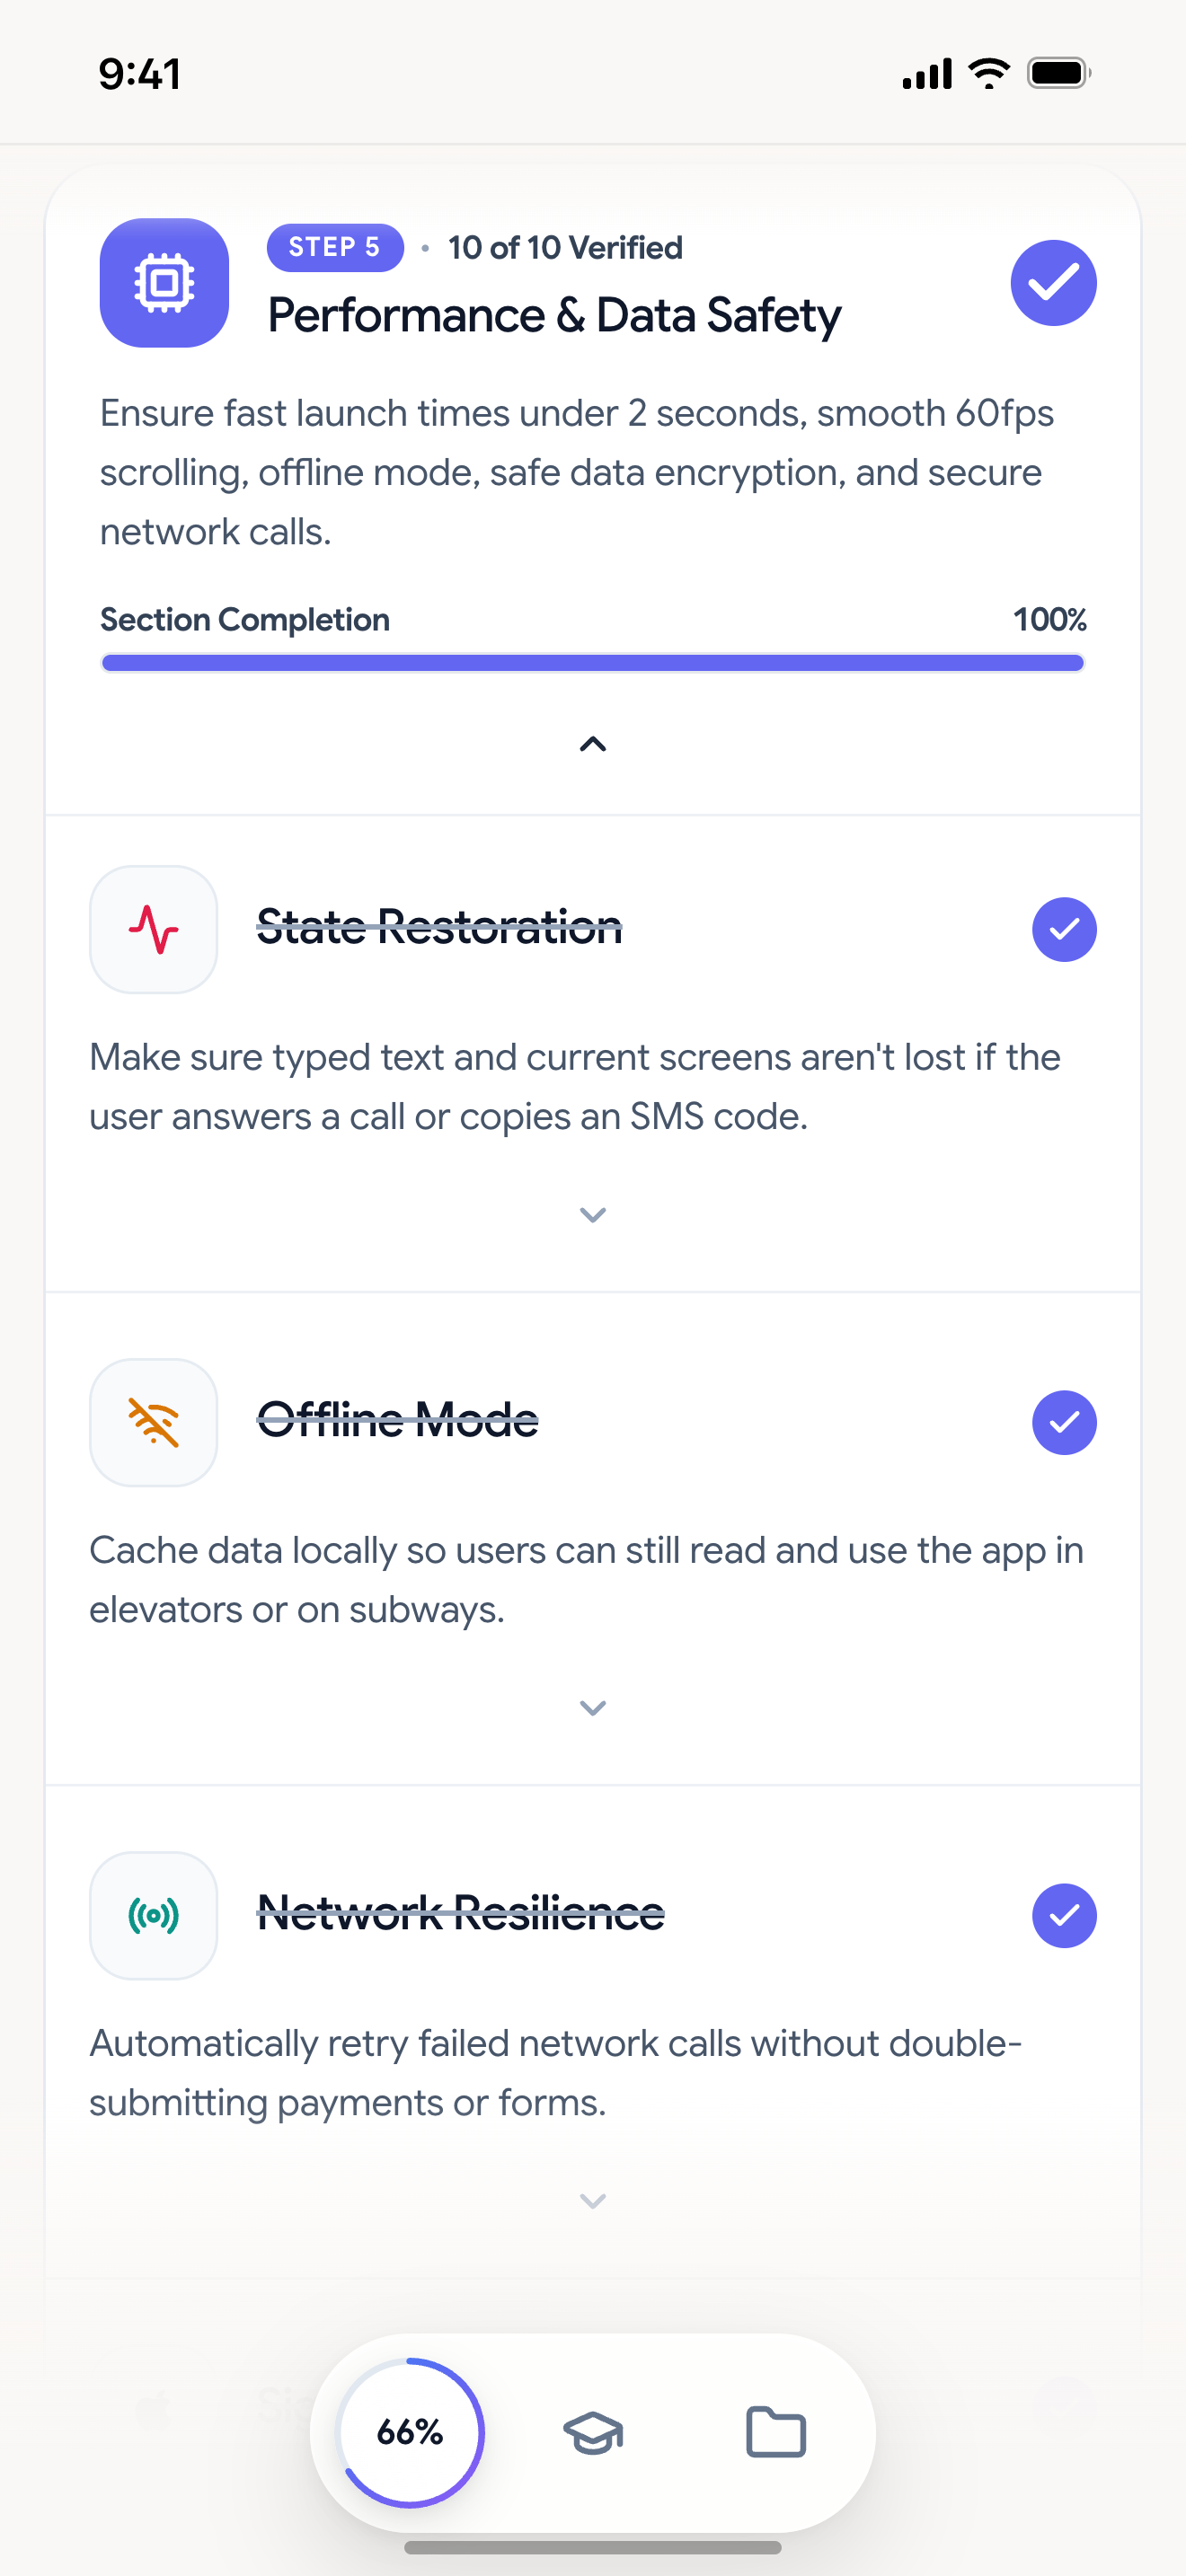 9:41
STEP 5 • 10 of 10 Verified
Performance & Data Safety
Ensure fast launch times under 2 seconds, smooth 60fps
scrolling, offline mode, safe data encryption, and secure
network calls.
Section Completion 100%
State Restoration
Make sure typed text and current screens aren't lost if the
user answers a call or copies an SMS code.
Offline Mode
Cache data locally so users can still read and use the app in
elevators or on subways.
Network Resilience
Automatically retry failed network calls without double-
submitting payments or forms.
66%